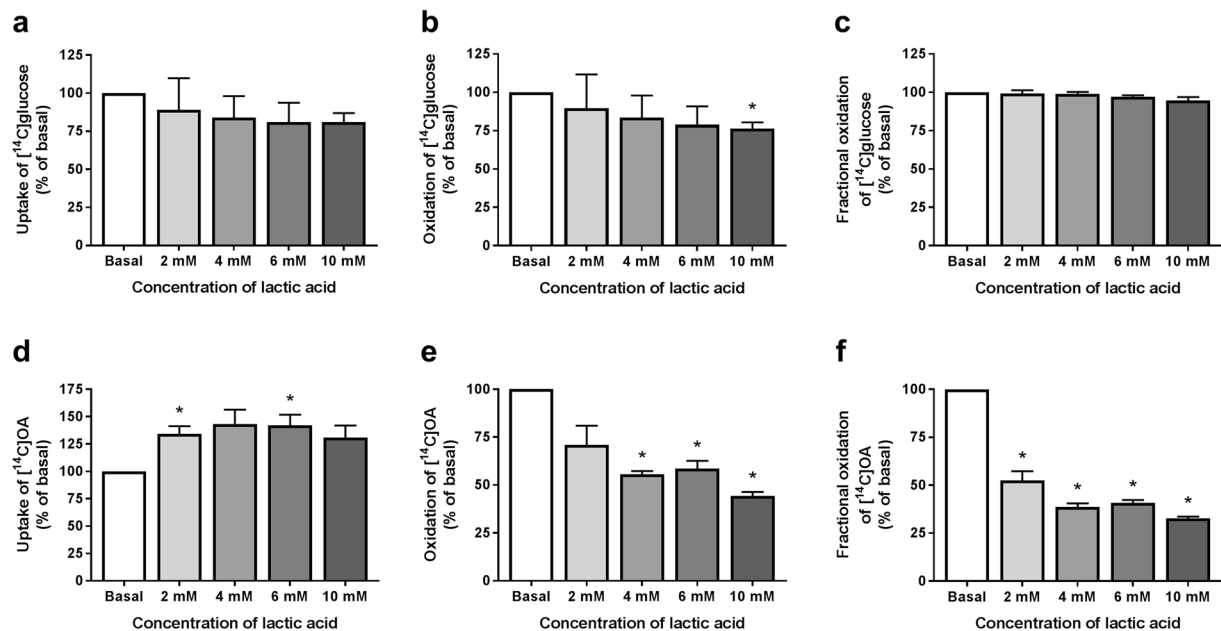 a
Uptake of [¹⁴C]glucose
(% of basal)
125
100
75
50
25
0
Basal 2 mM 4 mM 6 mM 10 mM
Concentration of lactic acid
b
Oxidation of [¹⁴C]glucose
(% of basal)
125
100
75
50
25
0
*
Basal 2 mM 4 mM 6 mM 10 mM
Concentration of lactic acid
c
Fractional oxidation
of [¹⁴C]glucose
(% of basal)
125
100
75
50
25
0
Basal 2 mM 4 mM 6 mM 10 mM
Concentration of lactic acid
d
Uptake of [¹⁴C]OA
(% of basal)
175
150
125
100
75
50
25
0
* *
Basal 2 mM 4 mM 6 mM 10 mM
Concentration of lactic acid
e
Oxidation of [¹⁴C]OA
(% of basal)
100
75
50
25
0
* * *
Basal 2 mM 4 mM 6 mM 10 mM
Concentration of lactic acid
f
Fractional oxidation
of [¹⁴C]OA
(% of basal)
100
75
50
25
0
* * * *
Basal 2 mM 4 mM 6 mM 10 mM
Concentration of lactic acid